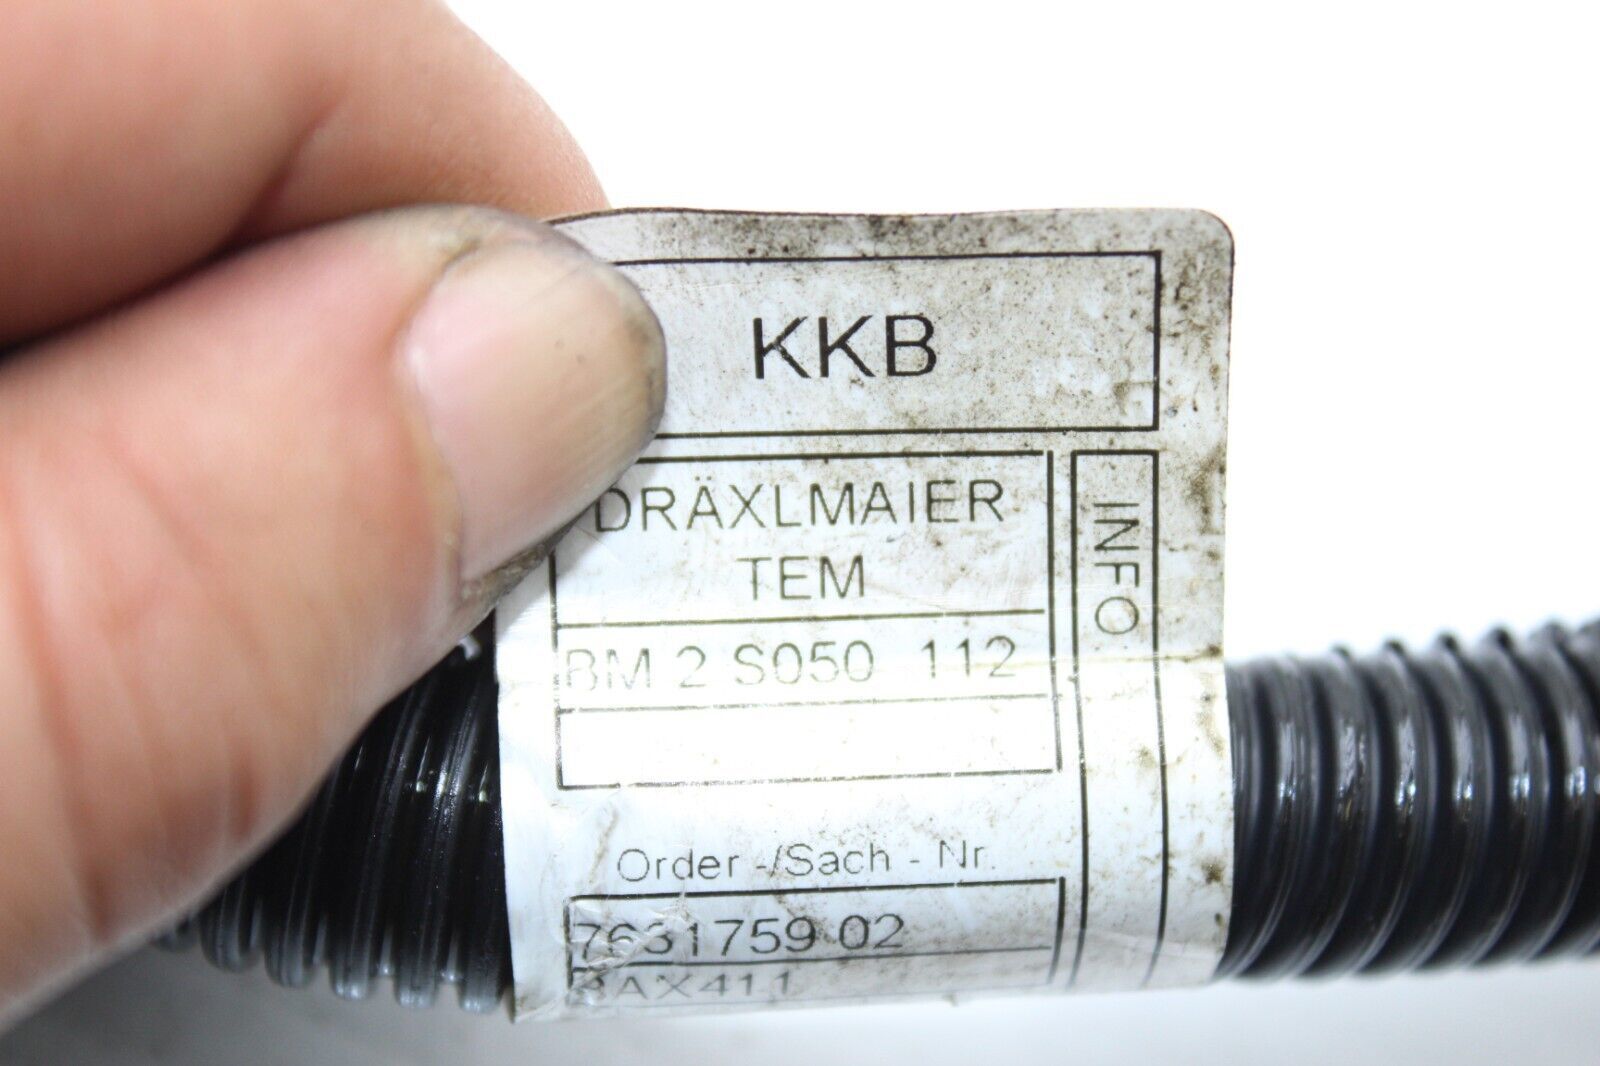 KKB
DRÄXLMAIER
TEM
INFO
BM 2 S050 112
Order -/Sach - Nr.
7631759 02